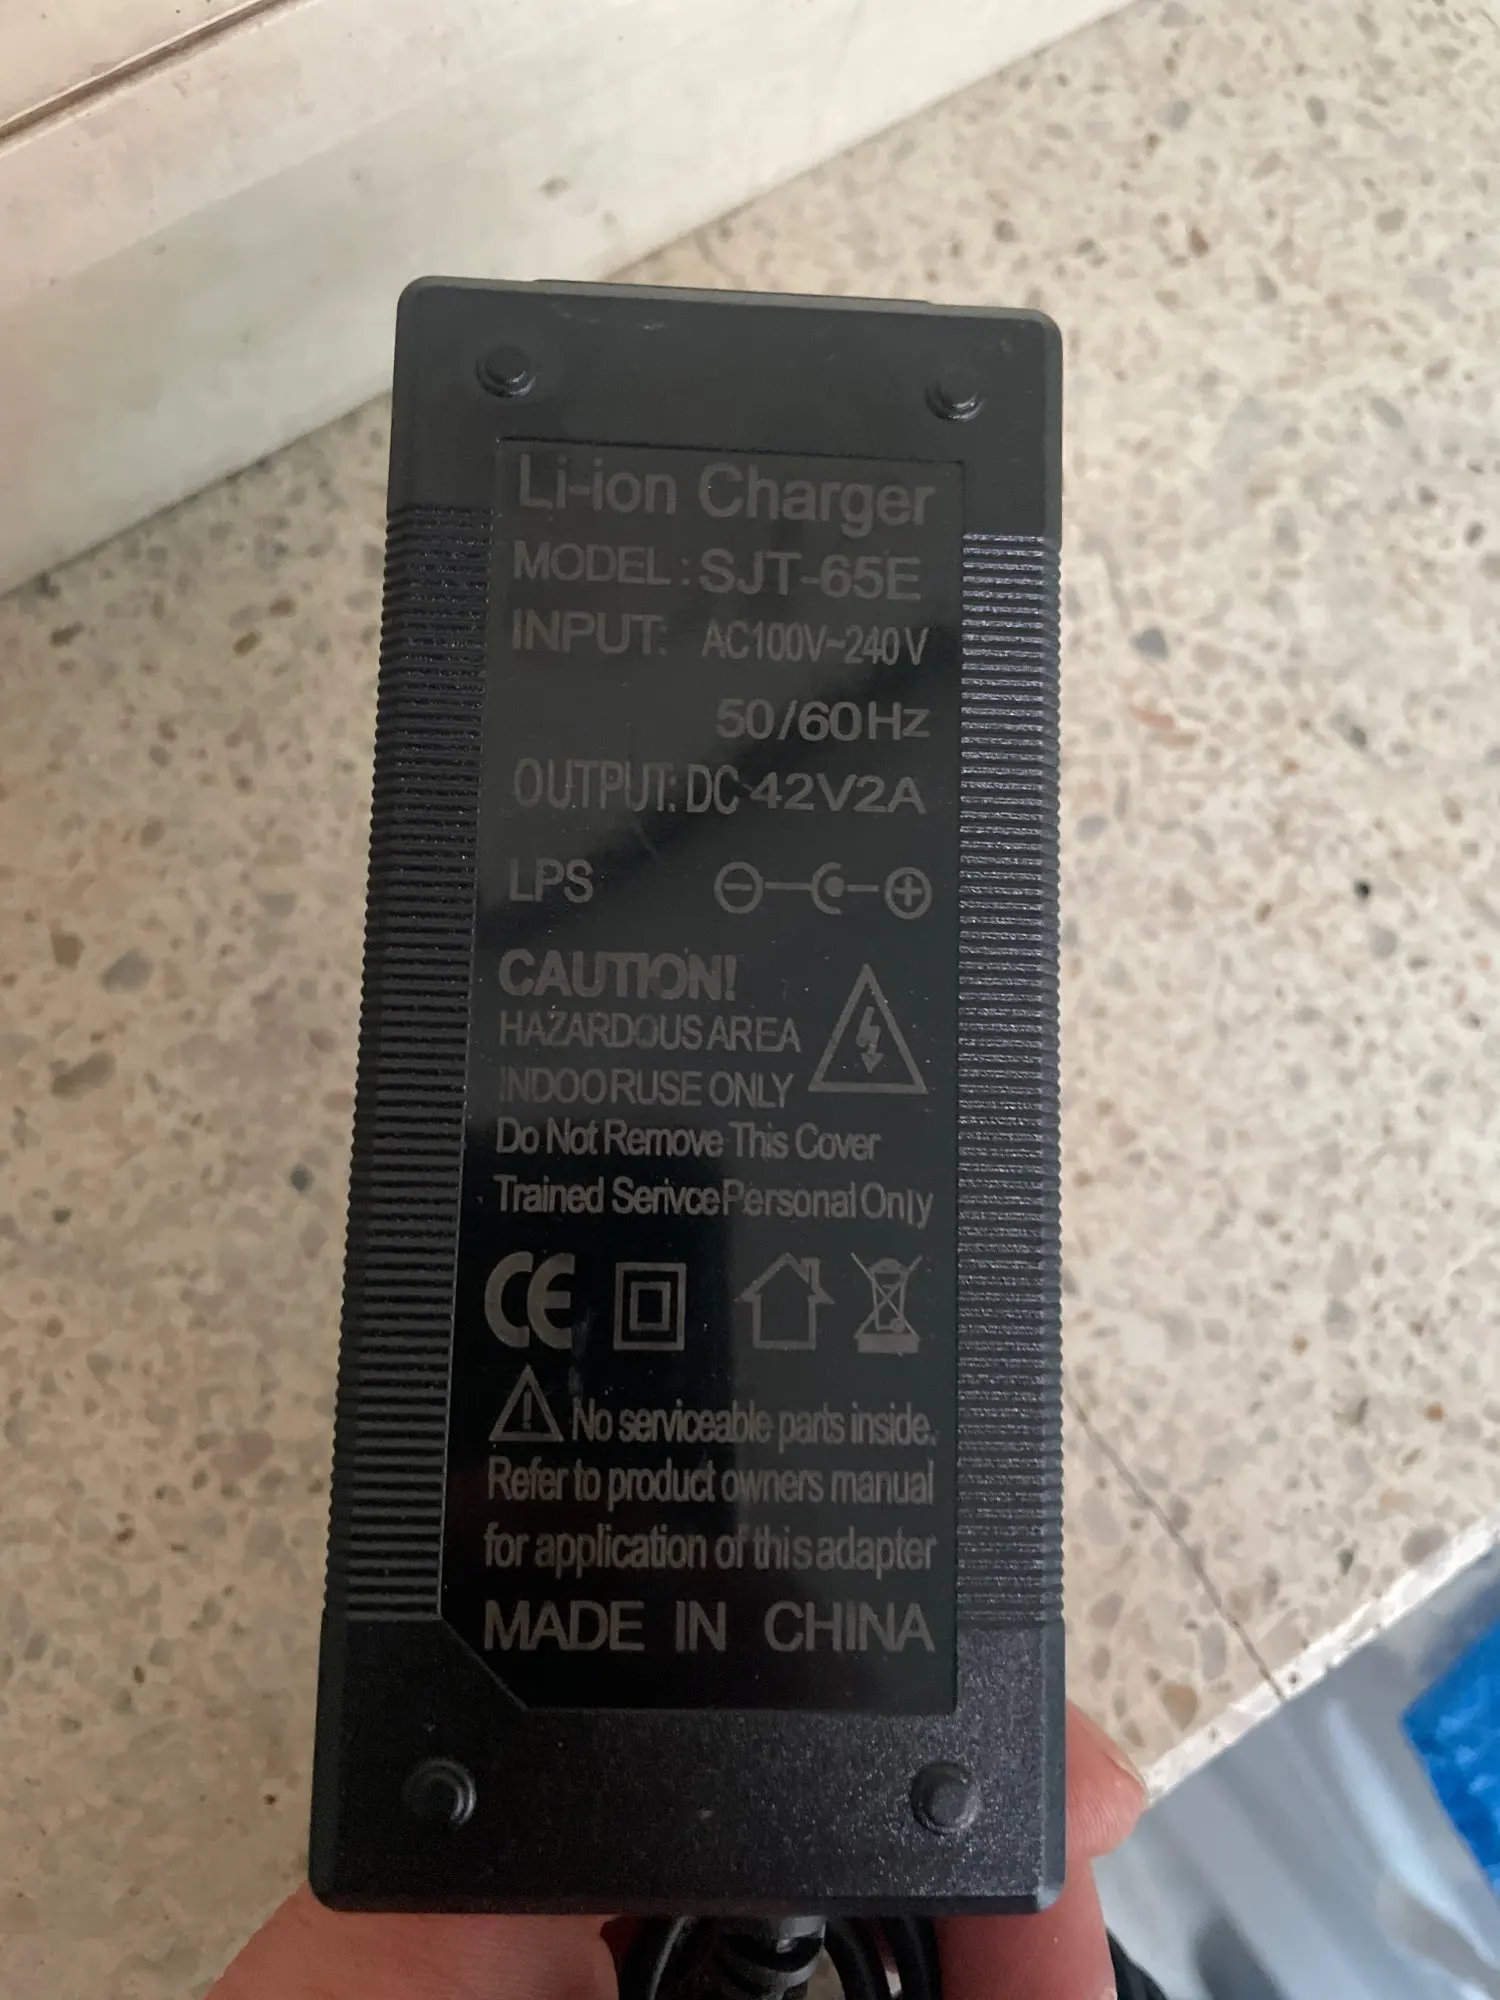 Li-ion Charger
MODEL: SJT-65E
INPUT: AC100V~240V
50/60Hz
OUTPUT: DC 42V2A
LPS
CAUTION!
HAZARDOUS AREA
INDOORUSE ONLY
Do Not Remove This Cover
Trained Serivce Personal Only
CE
No serviceable parts inside.
Refer to product owners manual
for application of this adapter
MADE IN CHINA